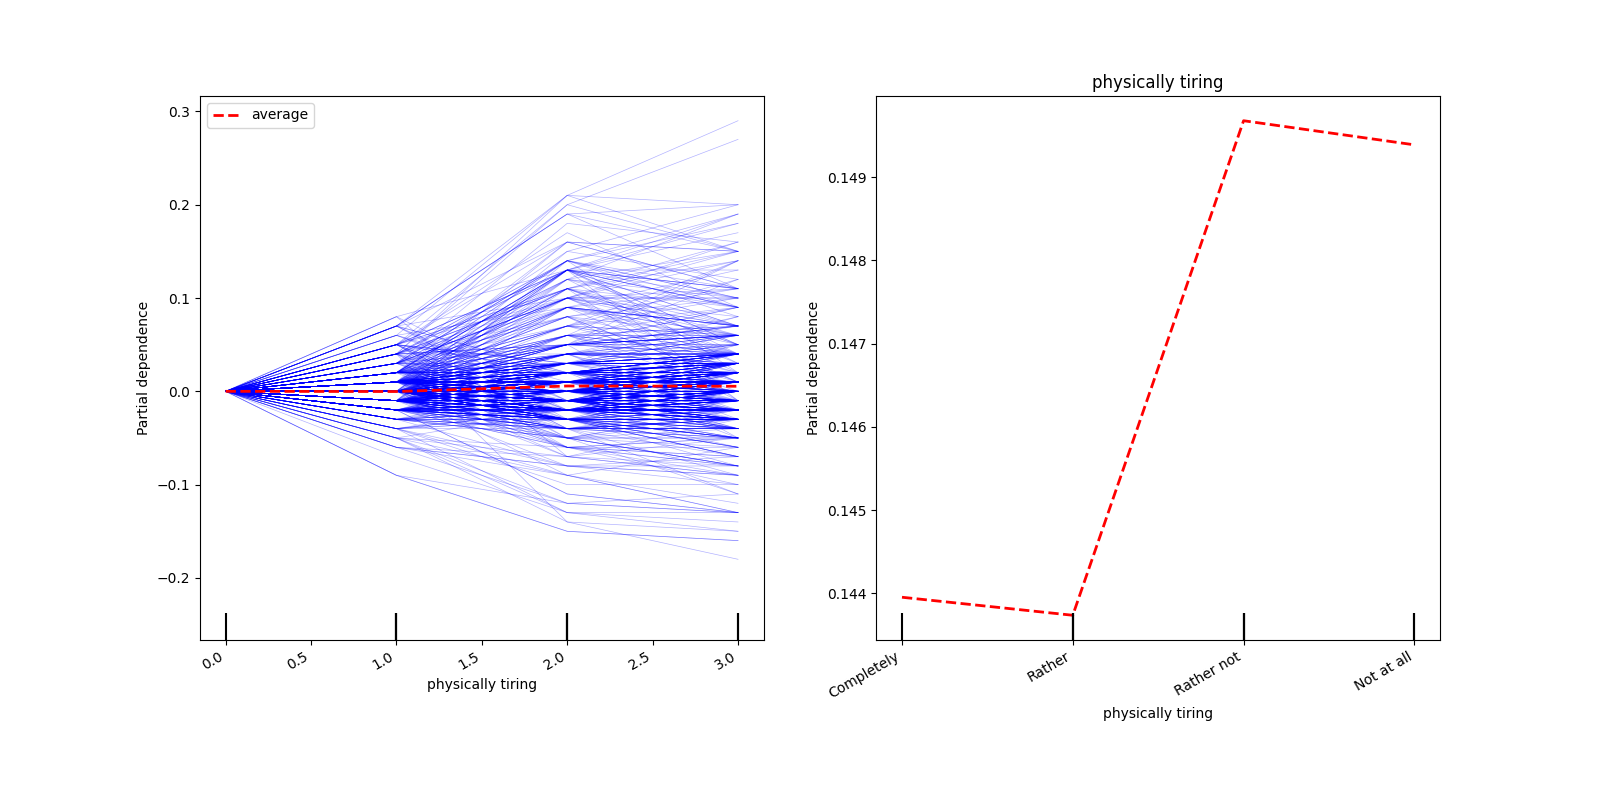 average
0.3
0.2
0.1
0.0
−0.1
−0.2
Partial dependence
0.0
0.5
1.0
1.5
2.0
2.5
3.0
physically tiring
physically tiring
0.149
0.148
0.147
0.146
0.145
0.144
Partial dependence
Completely
Rather
Rather not
Not at all
physically tiring